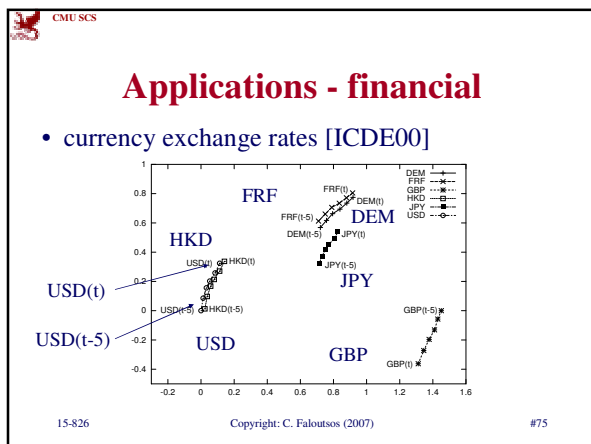 CMU SCS
Applications - financial
• currency exchange rates [ICDE00]
1
0.8
0.6
0.4
0.2
0
-0.2
-0.4
-0.2 0 0.2 0.4 0.6 0.8 1 1.2 1.4 1.6
DEM
FRF
GBP
HKD
JPY
USD
FRF
FRF(t)
DEM(t)
FRF(t-5)
DEM
DEM(t-5)
JPY(t)
HKD
USD(t)
HKD(t)
JPY(t-5)
JPY
USD(t)
USD(t-5)
HKD(t-5)
GBP(t-5)
USD(t-5)
USD
GBP
GBP(t)
15-826 Copyright: C. Faloutsos (2007) #75